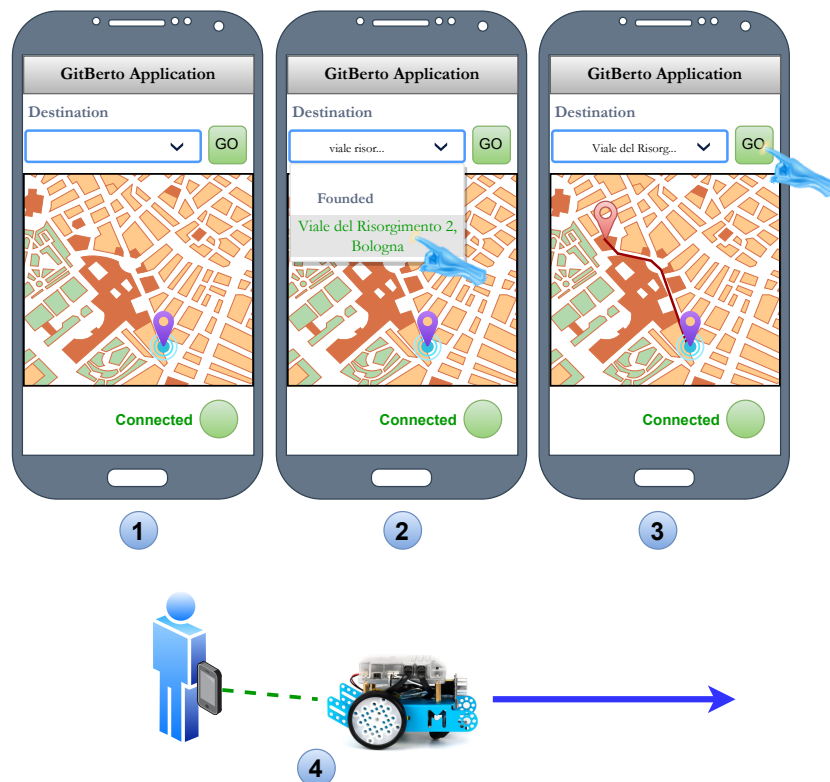 GitBerto Application
Destination
GO
Connected
1
GitBerto Application
Destination
viale risor...
GO
Founded
Viale del Risorgimento 2,
Bologna
Connected
2
GitBerto Application
Destination
Viale del Risorg...
GO
Connected
3
4